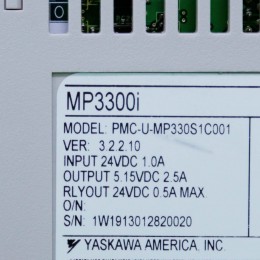 MP3300i
MODEL: PMC-U-MP330S1C001
VER: 3.2.2.10
INPUT 24VDC 1.0A
OUTPUT 5.15VDC 2.5A
RLYOUT 24VDC 0.5A MAX.
O/N:
S/N: 1W1913012820020
YASKAWA AMERICA, INC.